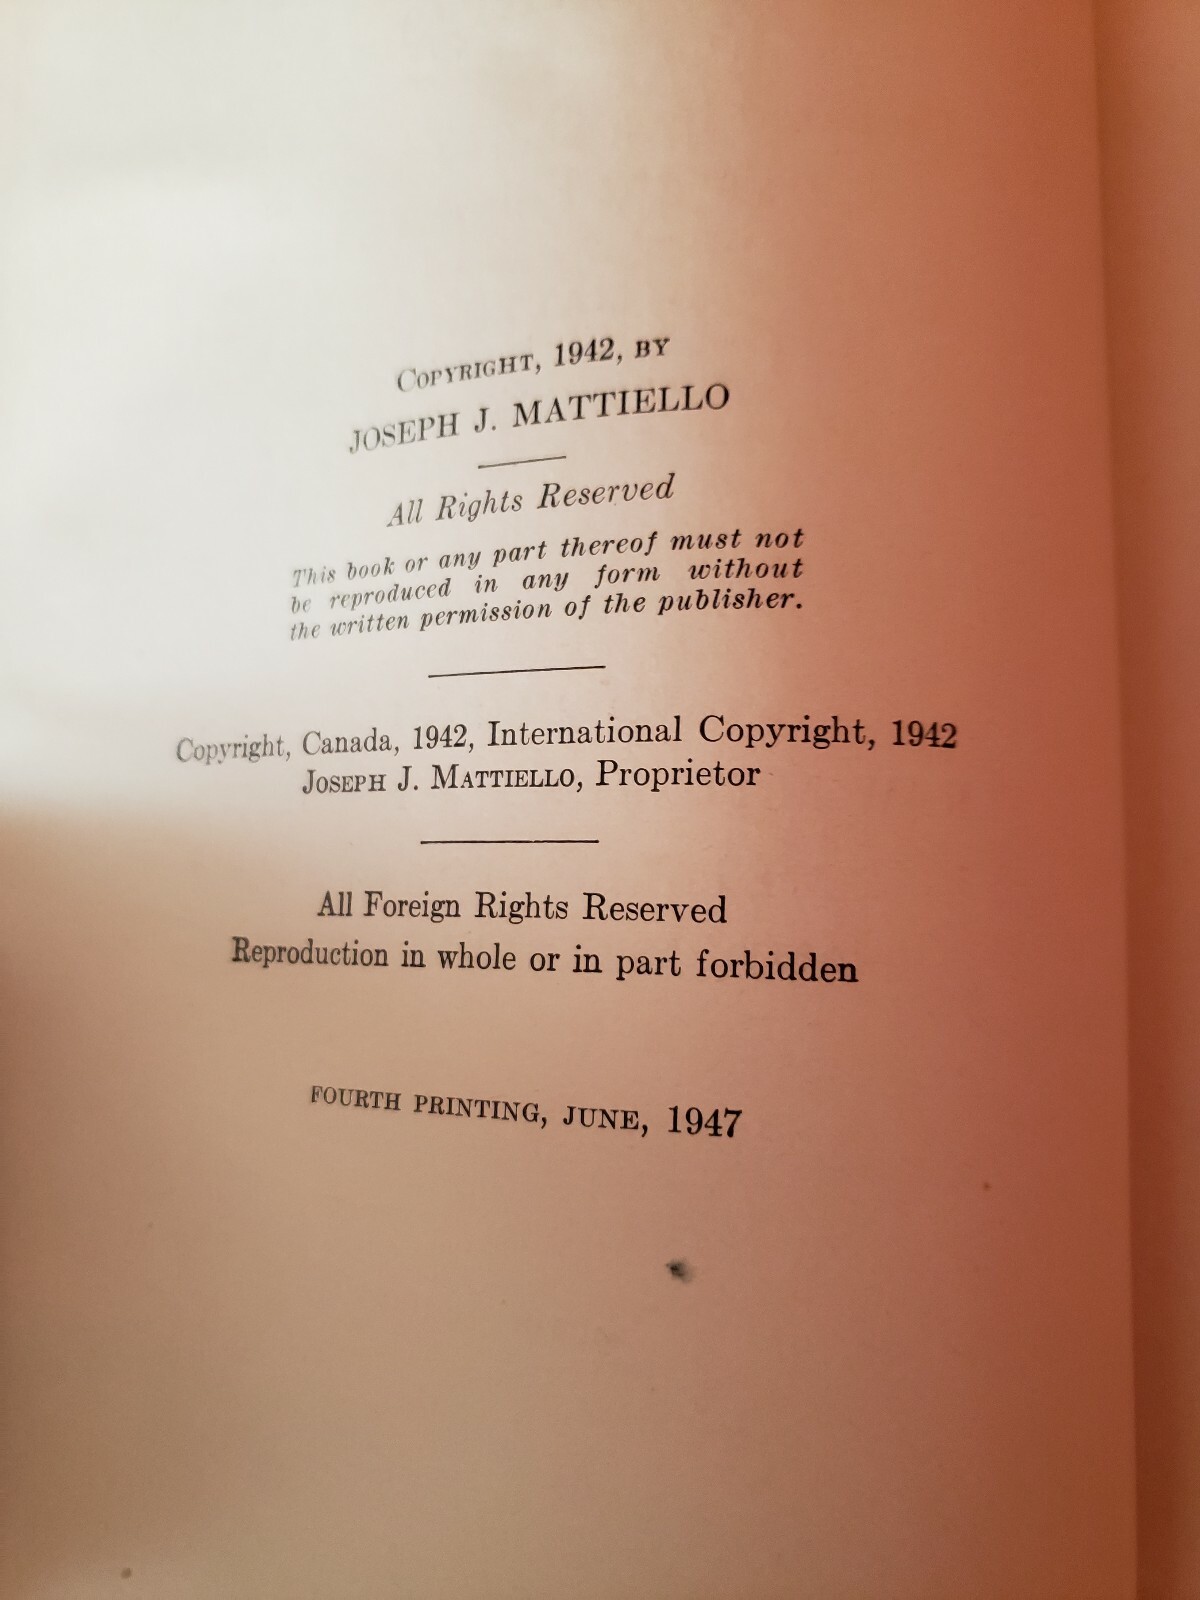 COPYRIGHT, 1942, BY
JOSEPH J. MATTIELLO
All Rights Reserved
This book or any part thereof must not
be reproduced in any form without
the written permission of the publisher.
Copyright, Canada, 1942, International Copyright, 1942
JOSEPH J. MATTIELLO, Proprietor
All Foreign Rights Reserved
Reproduction in whole or in part forbidden
FOURTH PRINTING, JUNE, 1947